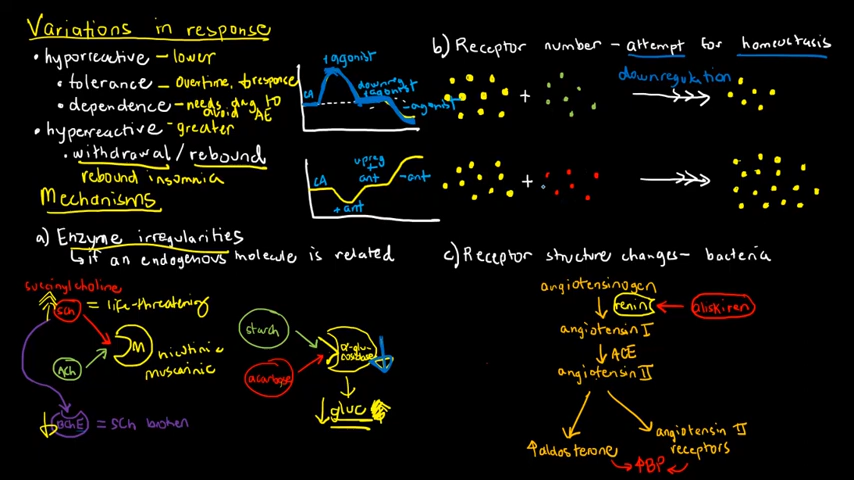 Variations in response
• hyporeactive – lower
• tolerance – overtime, ↑ response
• dependence – needs drug to avoid AE
• hyperreactive – greater
• withdrawal / rebound
rebound insomnia
Mechanisms
+agonist
CA
downreg
+agonist
-agonist
CA
+ ant
upreg
+
ant
-ant
a) Enzyme irregularities
↳ if an endogenous molecule is related
succinylcholine
SCh = life-threatening
M
nicotinic
muscarinic
ACh
= SCh broken
starch
acarbose
↓ gluc
b) Receptor number – attempt for homeostasis
downregulation
+
+
c) Receptor structure changes – bacteria
angiotensinogen
renin ← aliskiren
angiotensin I
↓ ACE
angiotensin II
↑aldosterone
angiotensin II
receptors
↑BP